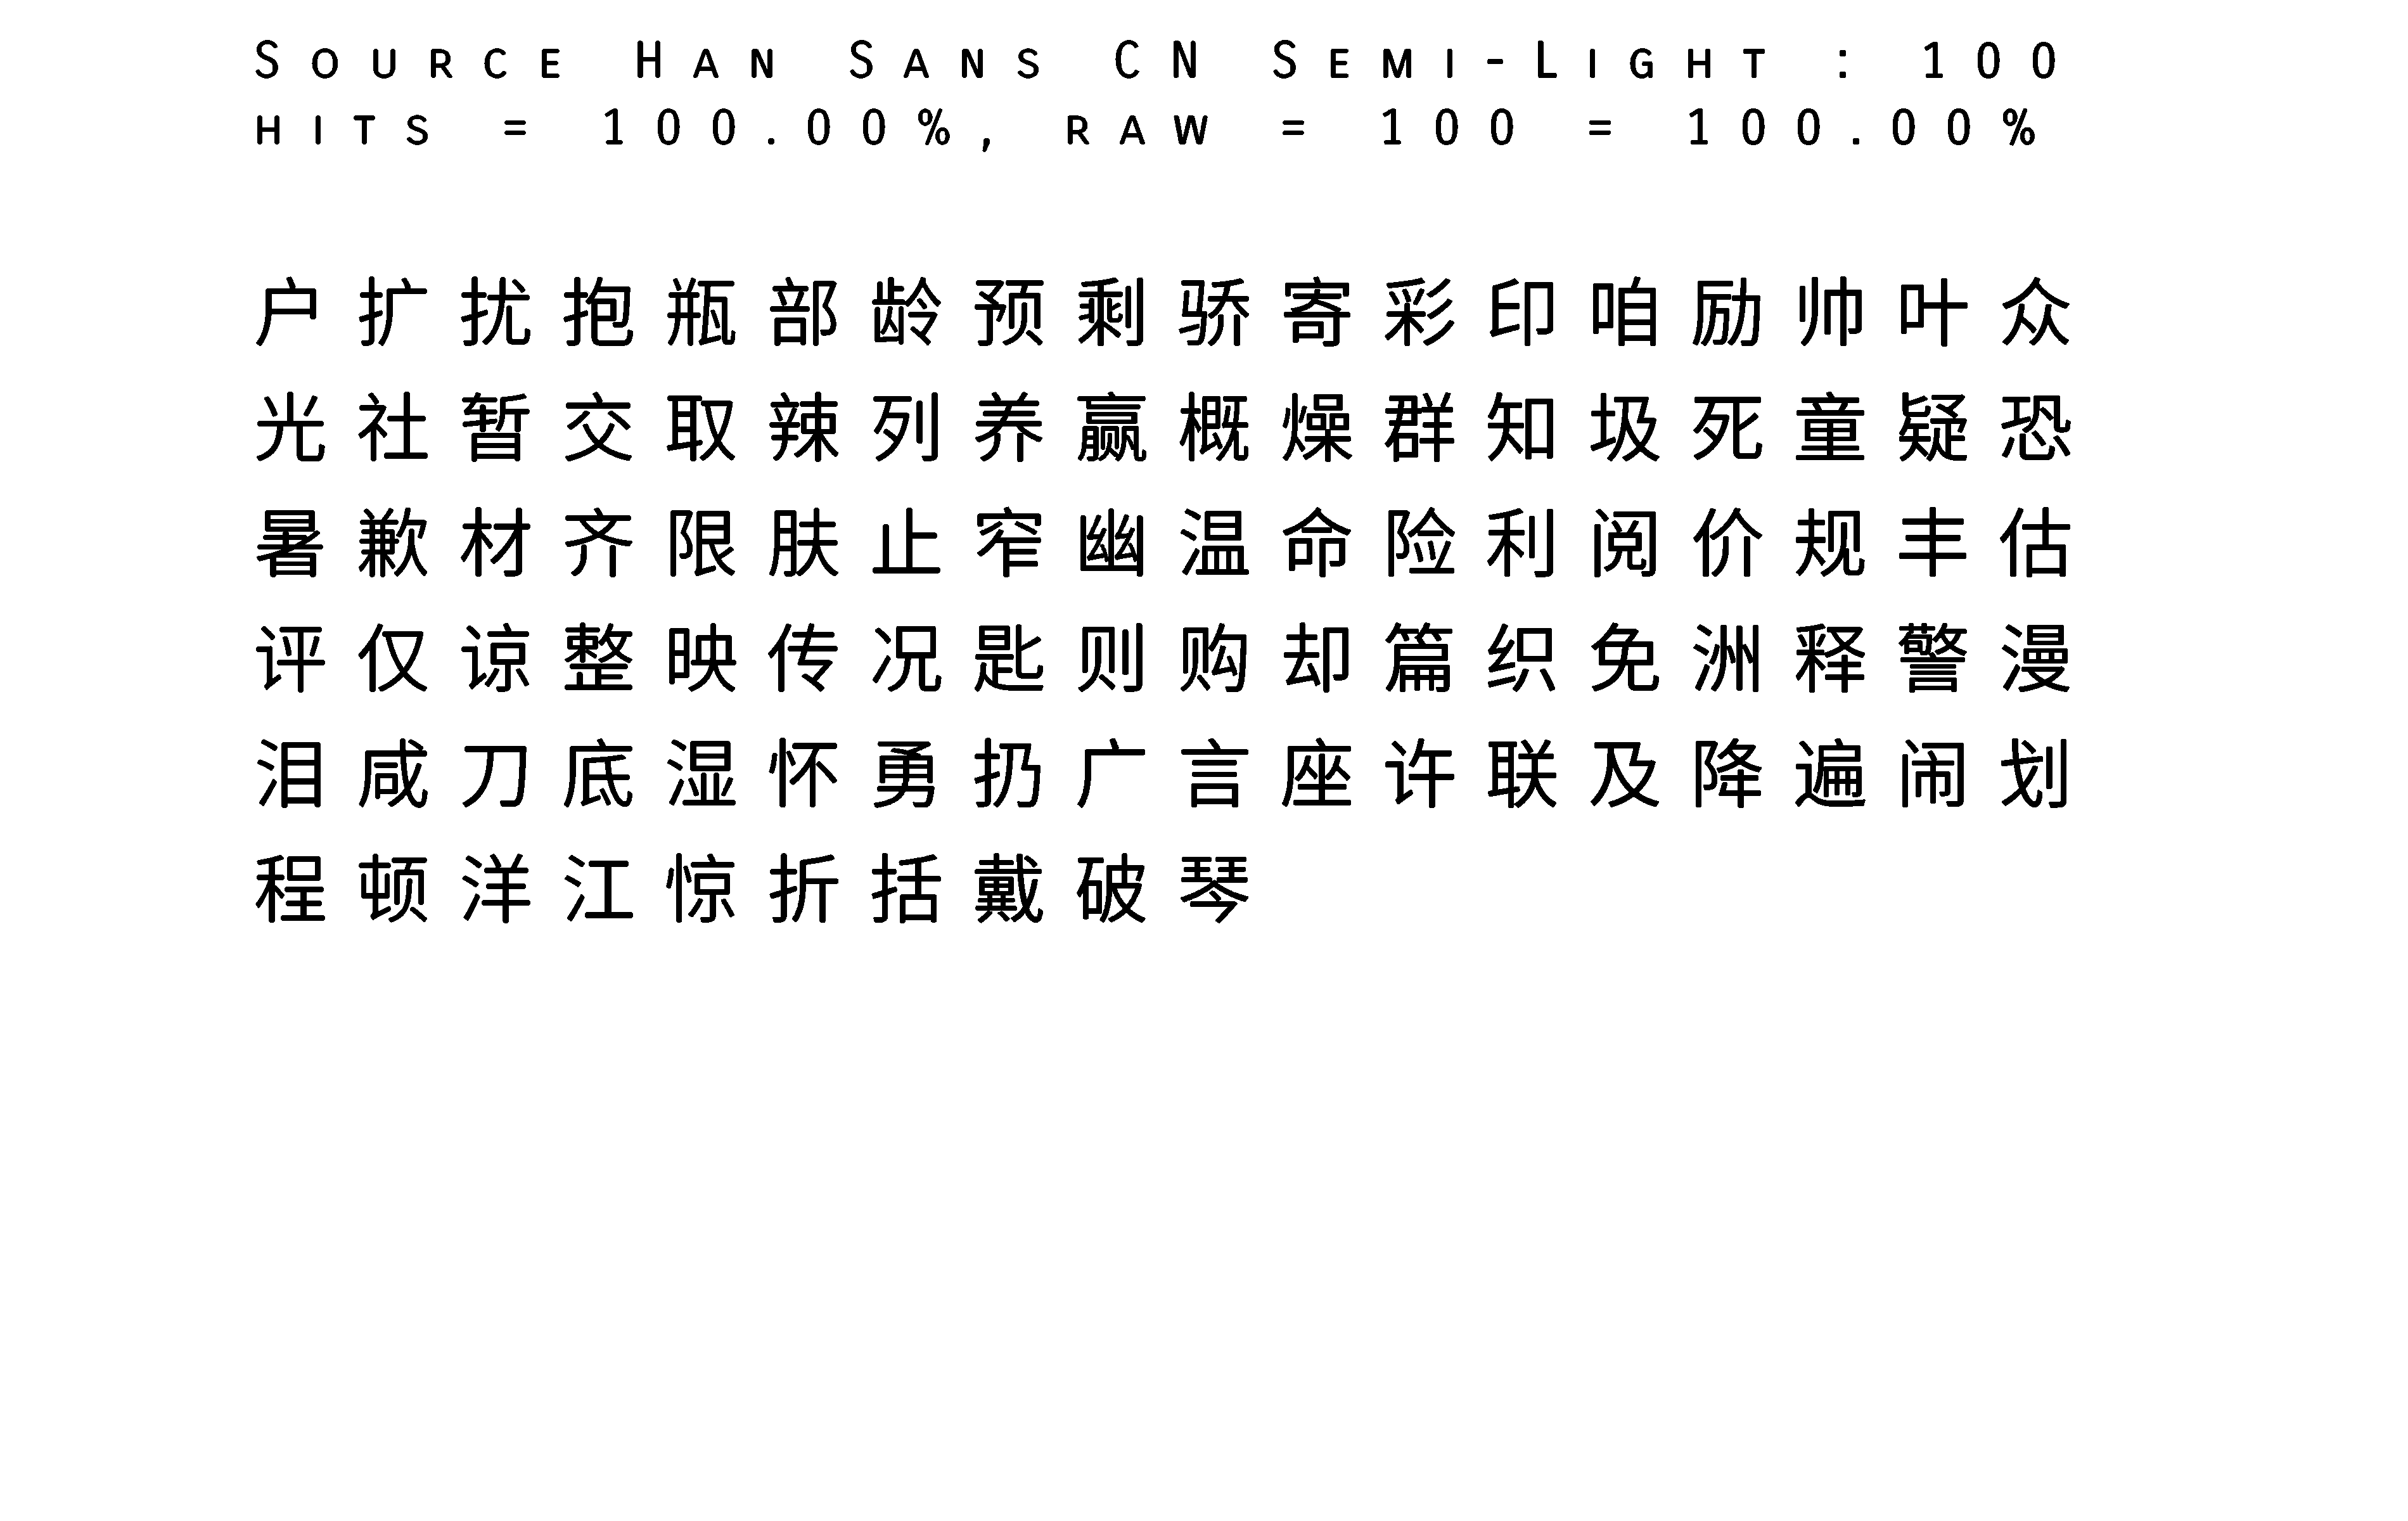 Source Han Sans CN Semi-Light : 100
hits = 100.00%, raw = 100 = 100.00%
户扩扰抱瓶部龄预剩骄寄彩印咱励帅叶众
光社暂交取辣列养赢概燥群知圾死童疑恐
暑歉材齐限肤止窄幽温命险利阅价规丰估
评仅谅整映传况匙则购却篇织免洲释警漫
泪咸刀底湿怀勇扔广言座许联及降遍闹划
程顿洋江惊折括戴破琴